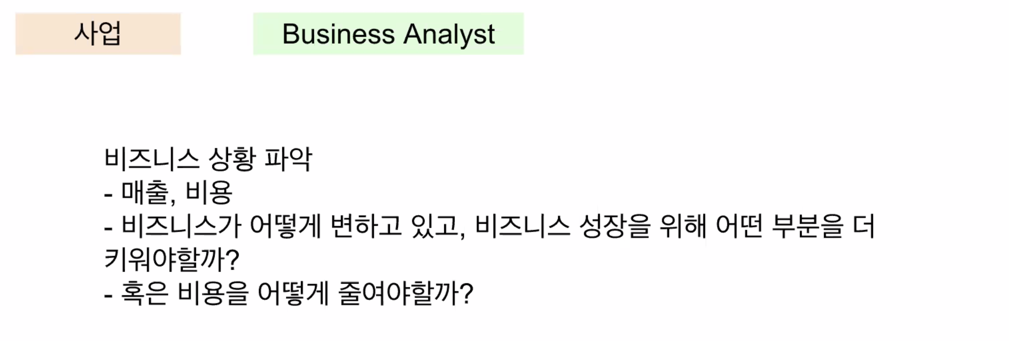 사업
Business Analyst
비즈니스 상황 파악
- 매출, 비용
- 비즈니스가 어떻게 변하고 있고, 비즈니스 성장을 위해 어떤 부분을 더
키워야할까?
- 혹은 비용을 어떻게 줄여야할까?